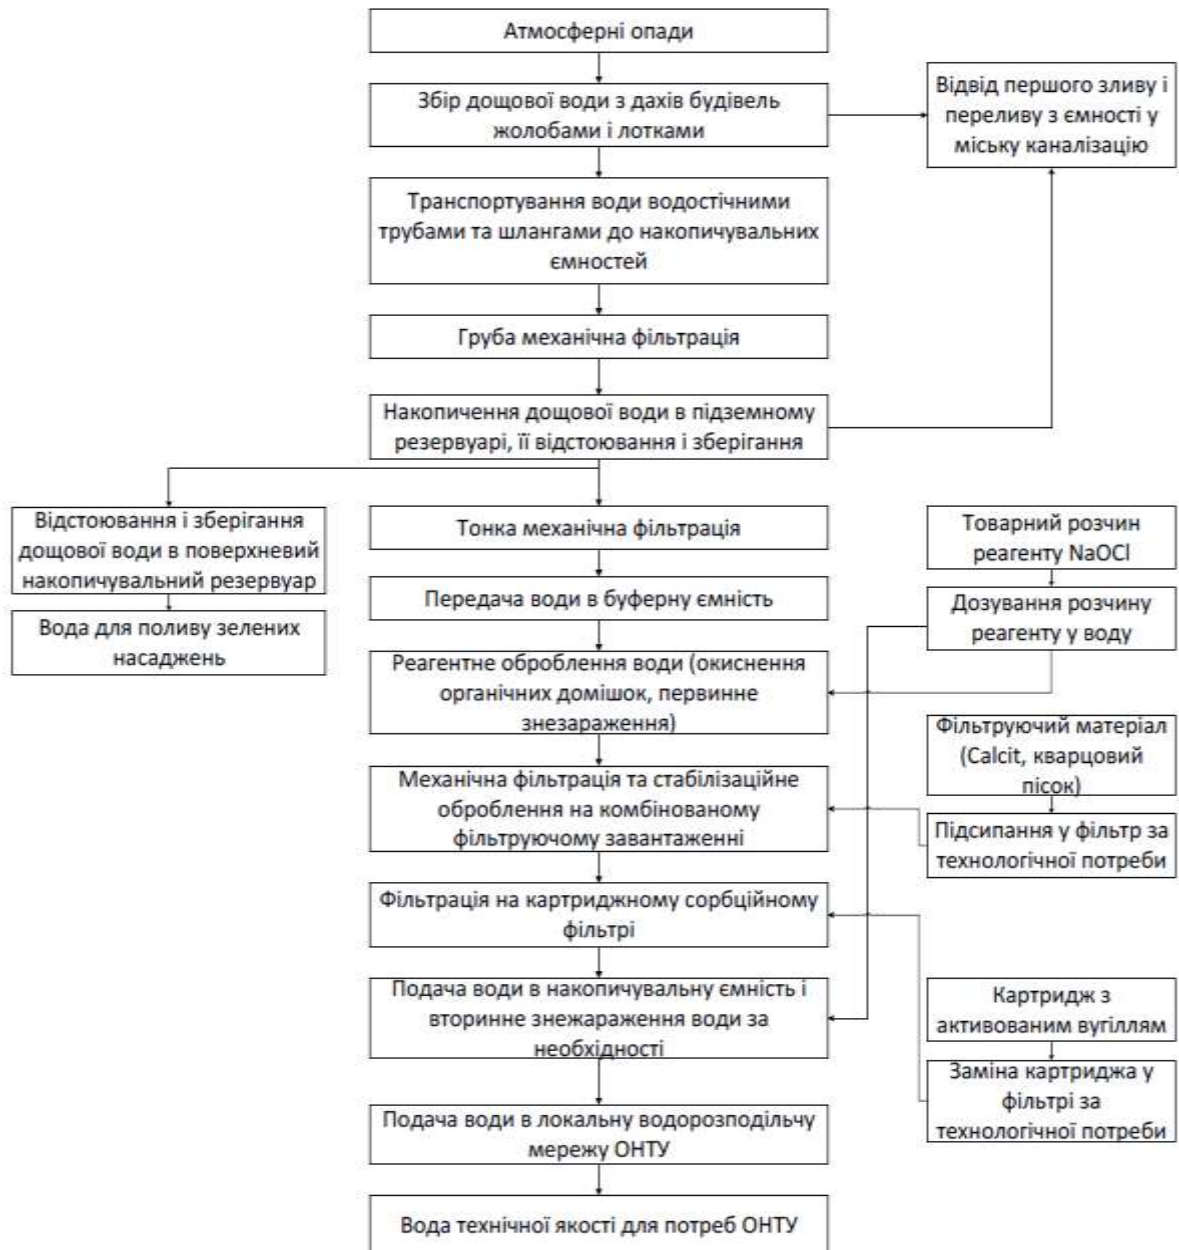 Атмосферні опади
Збір дощової води з дахів будівель
жолобами і лотками
Відвід першого зливу і
переливу з ємності у
міську каналізацію
Транспортування води водостічними
трубами та шлангами до накопичувальних
ємностей
Груба механічна фільтрація
Накопичення дощової води в підземному
резервуарі, її відстоювання і зберігання
Відстоювання і зберігання
дощової води в поверхневий
накопичувальний резервуар
Вода для поливу зелених
насаджень
Тонка механічна фільтрація
Передача води в буферну ємність
Товарний розчин
реагенту NaOCl
Дозування розчину
реагенту у воду
Реагентне оброблення води (окиснення
органічних домішок, первинне
знезараження)
Фільтруючий матеріал
(Calcit, кварцовий
пісок)
Механічна фільтрація та стабілізаційне
оброблення на комбінованому
фільтруючому завантаженні
Підсипання у фільтр за
технологічної потреби
Фільтрація на картриджному сорбційному
фільтрі
Подача води в накопичувальну ємність і
вторинне знежараження води за
необхідності
Картридж з
активованим вугіллям
Заміна картриджа у
фільтрі за
технологічної потреби
Подача води в локальну водорозподільчу
мережу ОНТУ
Вода технічної якості для потреб ОНТУ